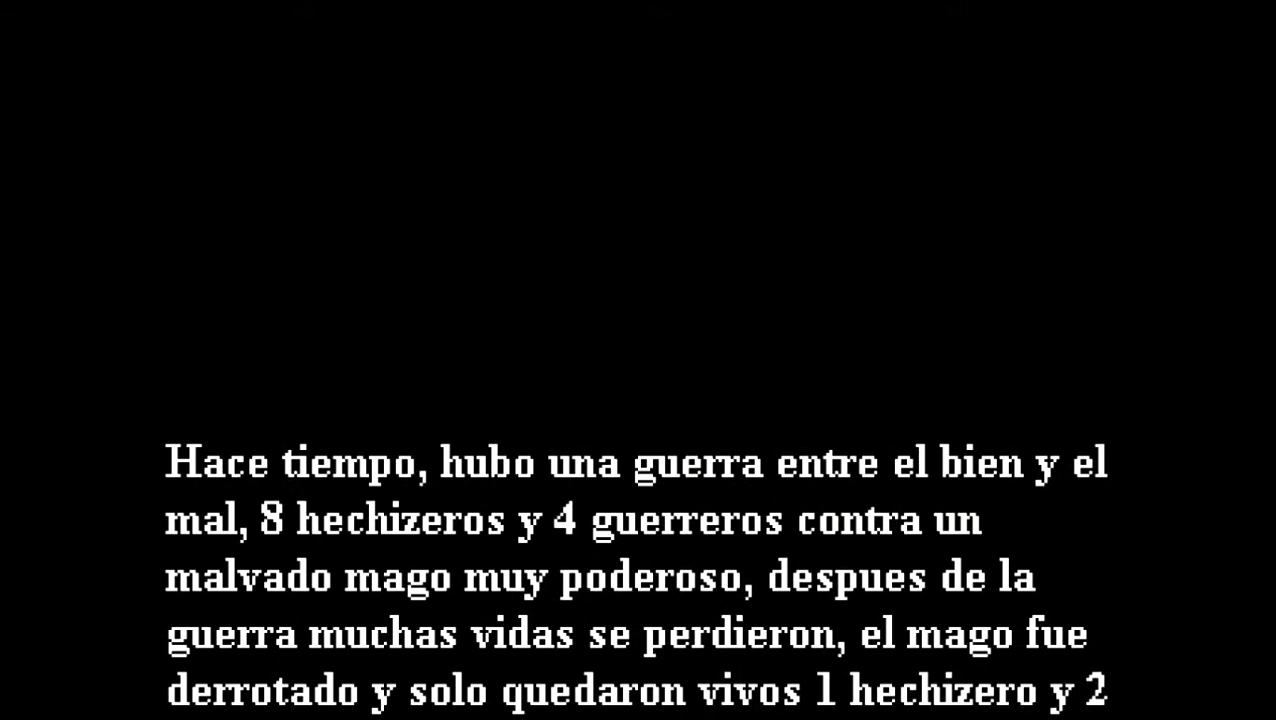 Hace tiempo, hubo una guerra entre el bien y el
mal, 8 hechizeros y 4 guerreros contra un
malvado mago muy poderoso, despues de la
guerra muchas vidas se perdieron, el mago fue
derrotado y solo quedaron vivos 1 hechizero y 2